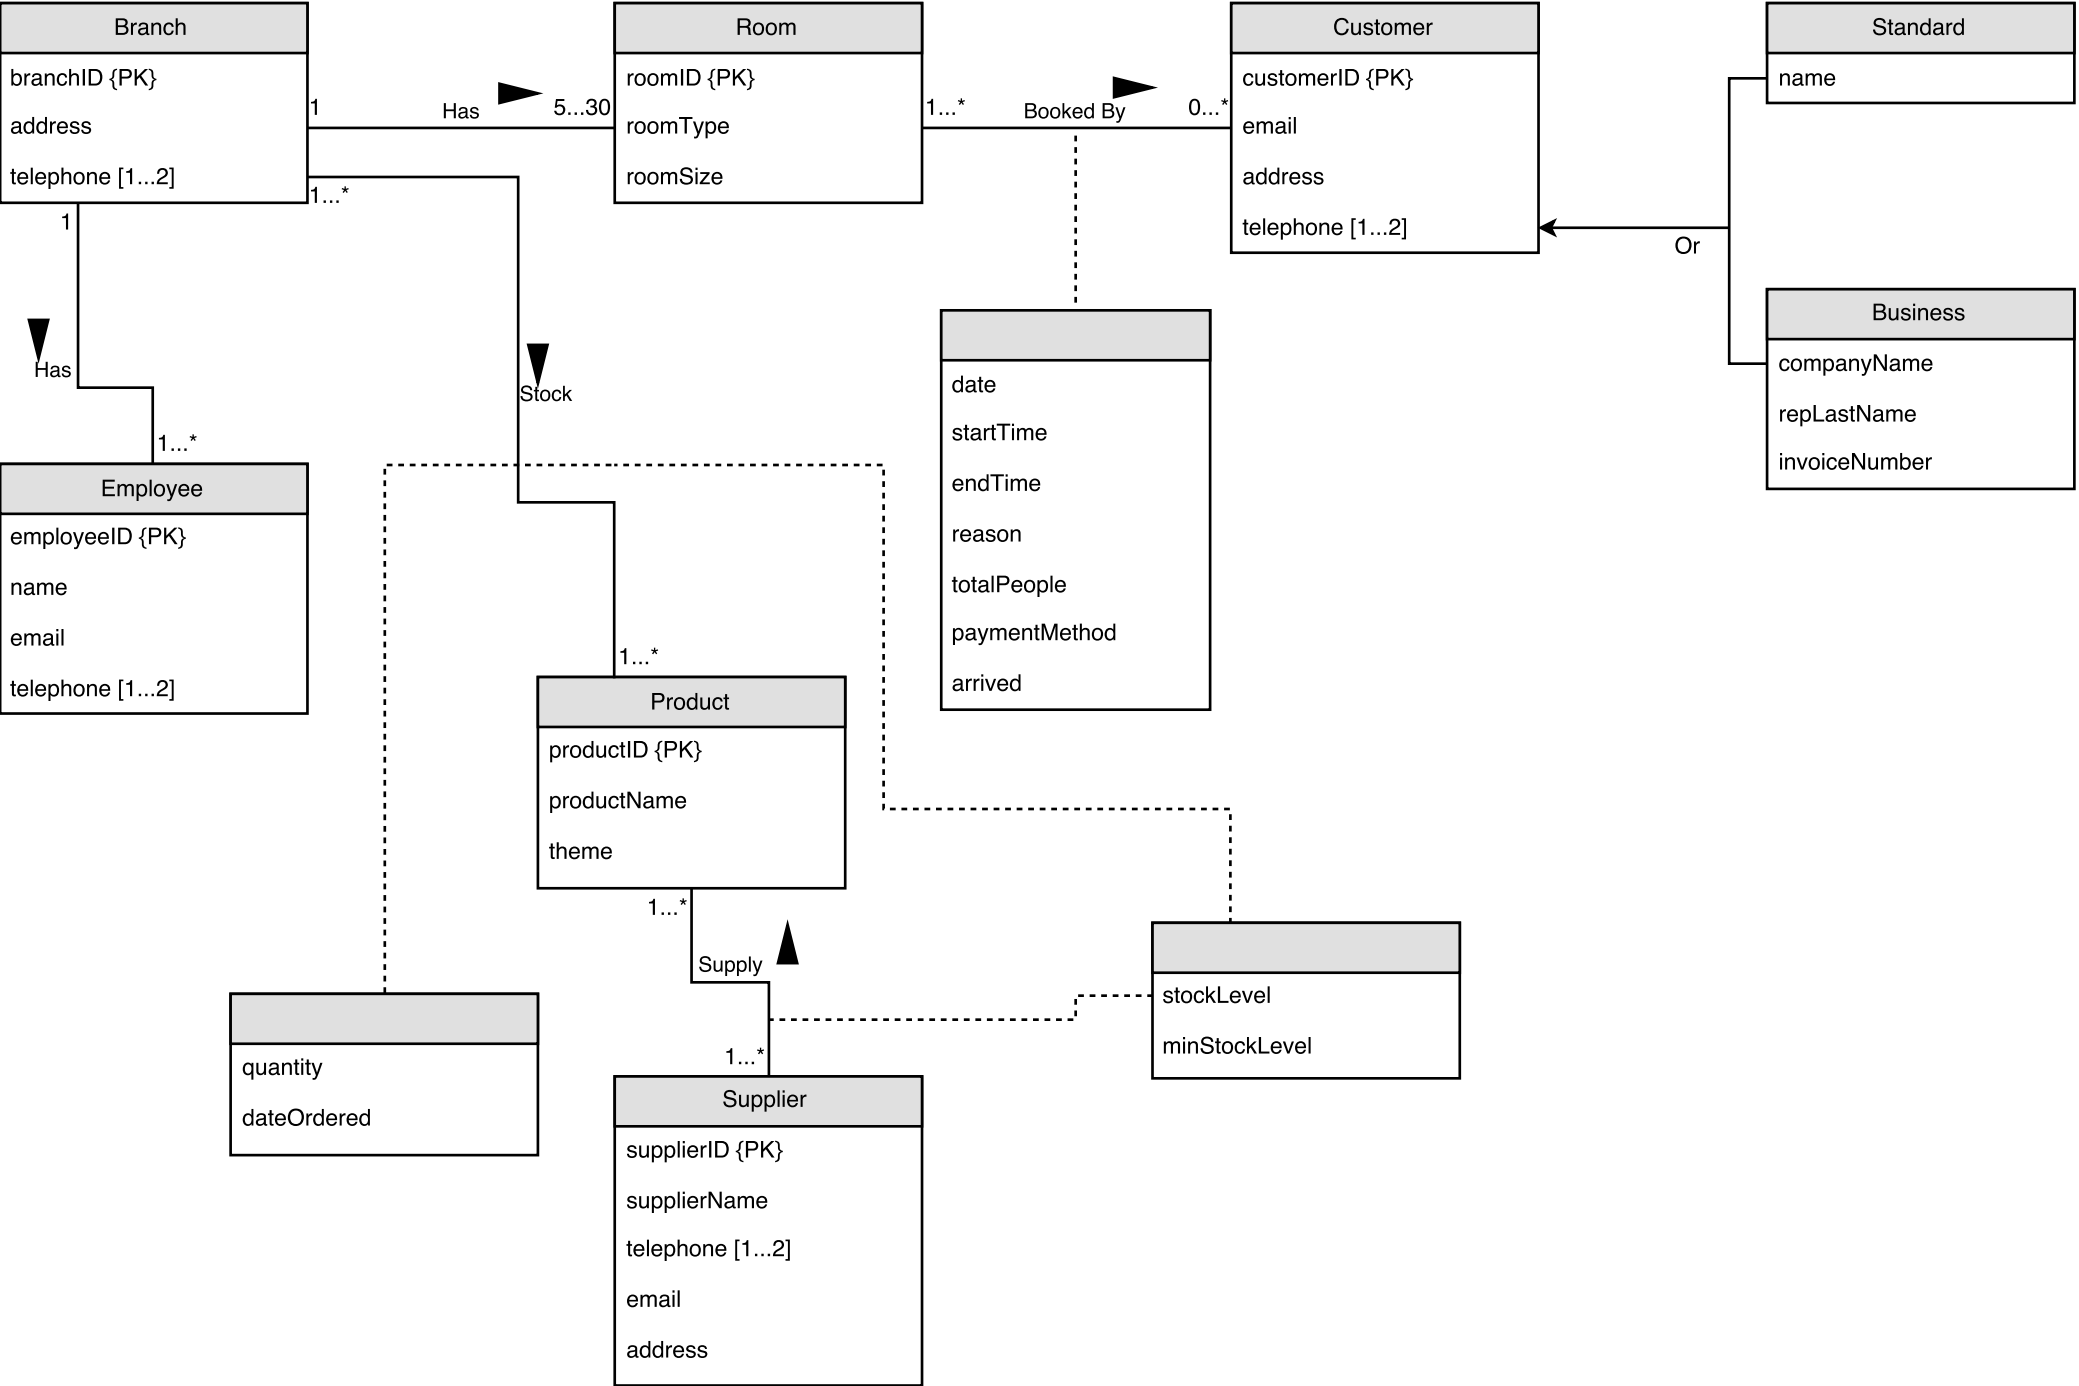 Branch
branchID {PK}
address
telephone [1...2]
1
Has
5...30
Room
roomID {PK}
roomType
roomSize
1...*
Booked By
0...*
Customer
customerID {PK}
email
address
telephone [1...2]
Or
Standard
name
Business
companyName
repLastName
invoiceNumber
1...*
1
Has
1...*
Stock
Employee
employeeID {PK}
name
email
telephone [1...2]
date
startTime
endTime
reason
totalPeople
paymentMethod
arrived
1...*
Product
productID {PK}
productName
theme
1...*
Supply
1...*
stockLevel
minStockLevel
quantity
dateOrdered
Supplier
supplierID {PK}
supplierName
telephone [1...2]
email
address